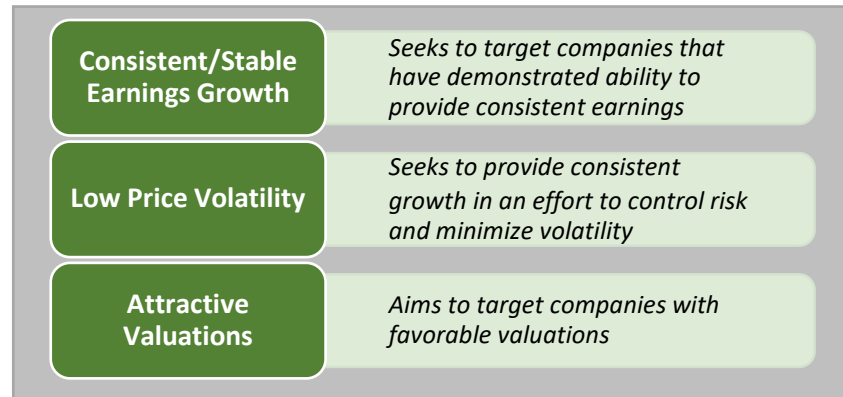 Consistent/Stable
Earnings Growth
Seeks to target companies that
have demonstrated ability to
provide consistent earnings
Low Price Volatility
Seeks to provide consistent
growth in an effort to control risk
and minimize volatility
Attractive
Valuations
Aims to target companies with
favorable valuations